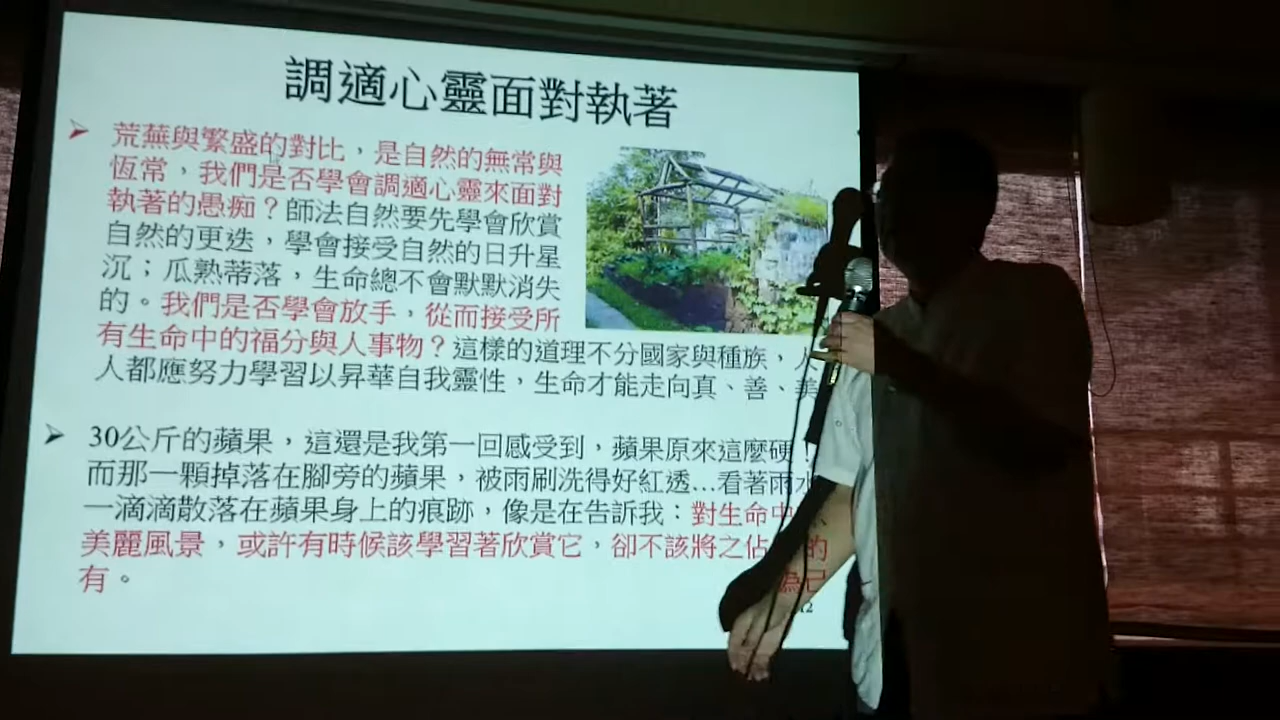 調適心靈面對執著
荒蕪與繁盛的對比，是自然的無常與
恆常，我們是否學會調適心靈來面對
執著的愚痴？師法自然要先學會欣賞
自然的更迭，學會接受自然的日升星
沉；瓜熟蒂落，生命總不會默默消失
的。我們是否學會放手，從而接受所
有生命中的福分與人事物？這樣的道理不分國家與種族，人
人都應努力學習以昇華自我靈性，生命才能走向真、善、美
30公斤的蘋果，這還是我第一回感受到，蘋果原來這麼硬！
而那一顆掉落在腳旁的蘋果，被雨刷洗得好紅透...看著雨水
一滴滴散落在蘋果身上的痕跡，像是在告訴我：對生命中
美麗風景，或許有時候該學習著欣賞它，卻不該將之佔 為己
有。